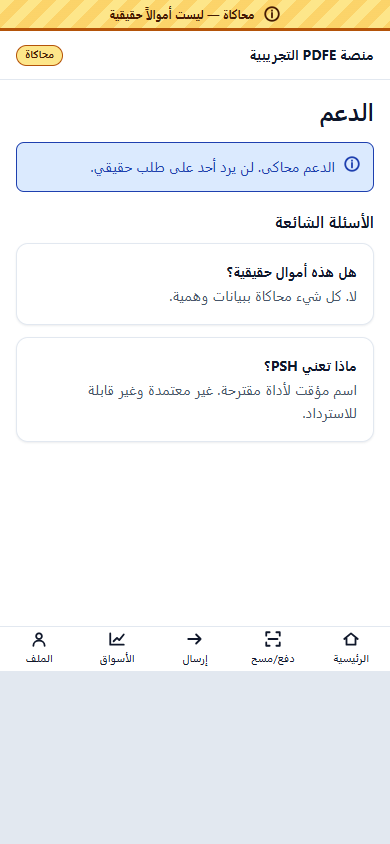 محاكاة — ليست أموالاً حقيقية
منصة PDFE التجريبية
محاكاة
الدعم
الدعم محاكى. لن يرد أحد على طلب حقيقي.
الأسئلة الشائعة
هل هذه أموال حقيقية؟
لا. كل شيء محاكاة ببيانات وهمية.
ماذا تعني PSH؟
اسم مؤقت لأداة مقترحة. غير معتمدة وغير قابلة
للاسترداد.
الرئيسية
دفع/مسح
إرسال
الأسواق
الملف